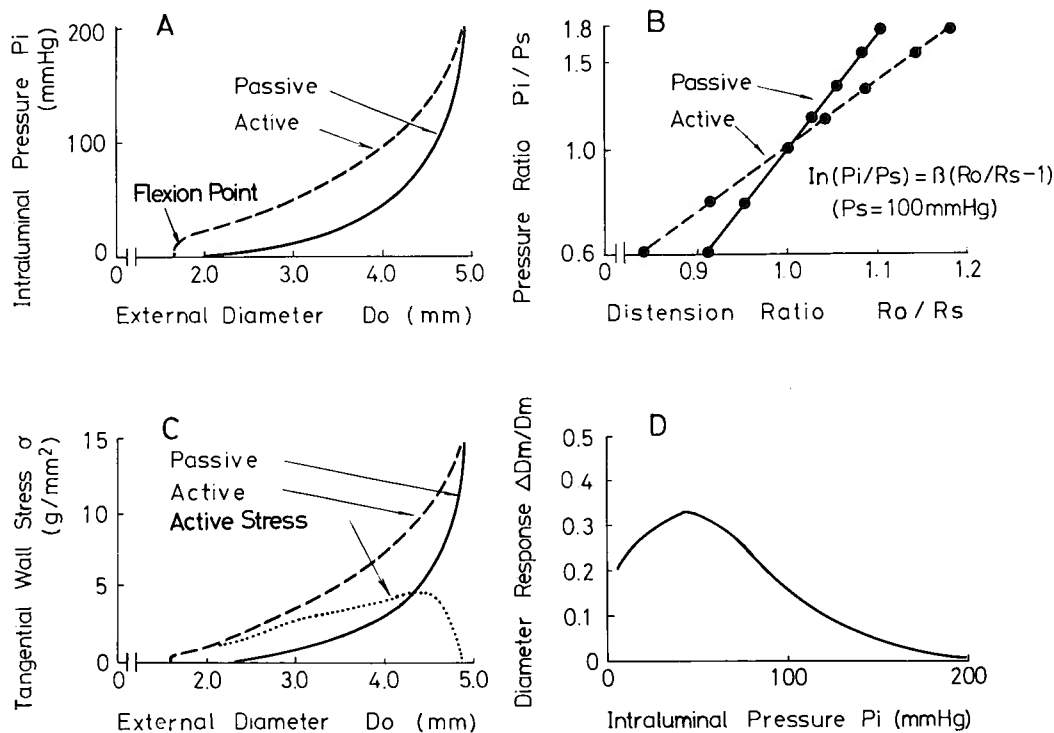 A
Intraluminal Pressure Pi
(mmHg)
200
100
0
Passive
Active
Flexion Point
0 2.0 3.0 4.0 5.0
External Diameter Do (mm)
B
Pressure Ratio Pi/Ps
1.8
1.5
1.0
0.6
Passive
Active
In(Pi/Ps)=ß(Ro/Rs-1)
(Ps=100mmHg)
0 0.9 1.0 1.1 1.2
Distension Ratio Ro/Rs
C
Tangential Wall Stress σ
(g/mm²)
15
10
5
0
Passive
Active
Active Stress
0 2.0 3.0 4.0 5.0
External Diameter Do (mm)
D
Diameter Response ΔDm/Dm
0.5
0.4
0.3
0.2
0.1
0
0 100 200
Intraluminal Pressure Pi (mmHg)